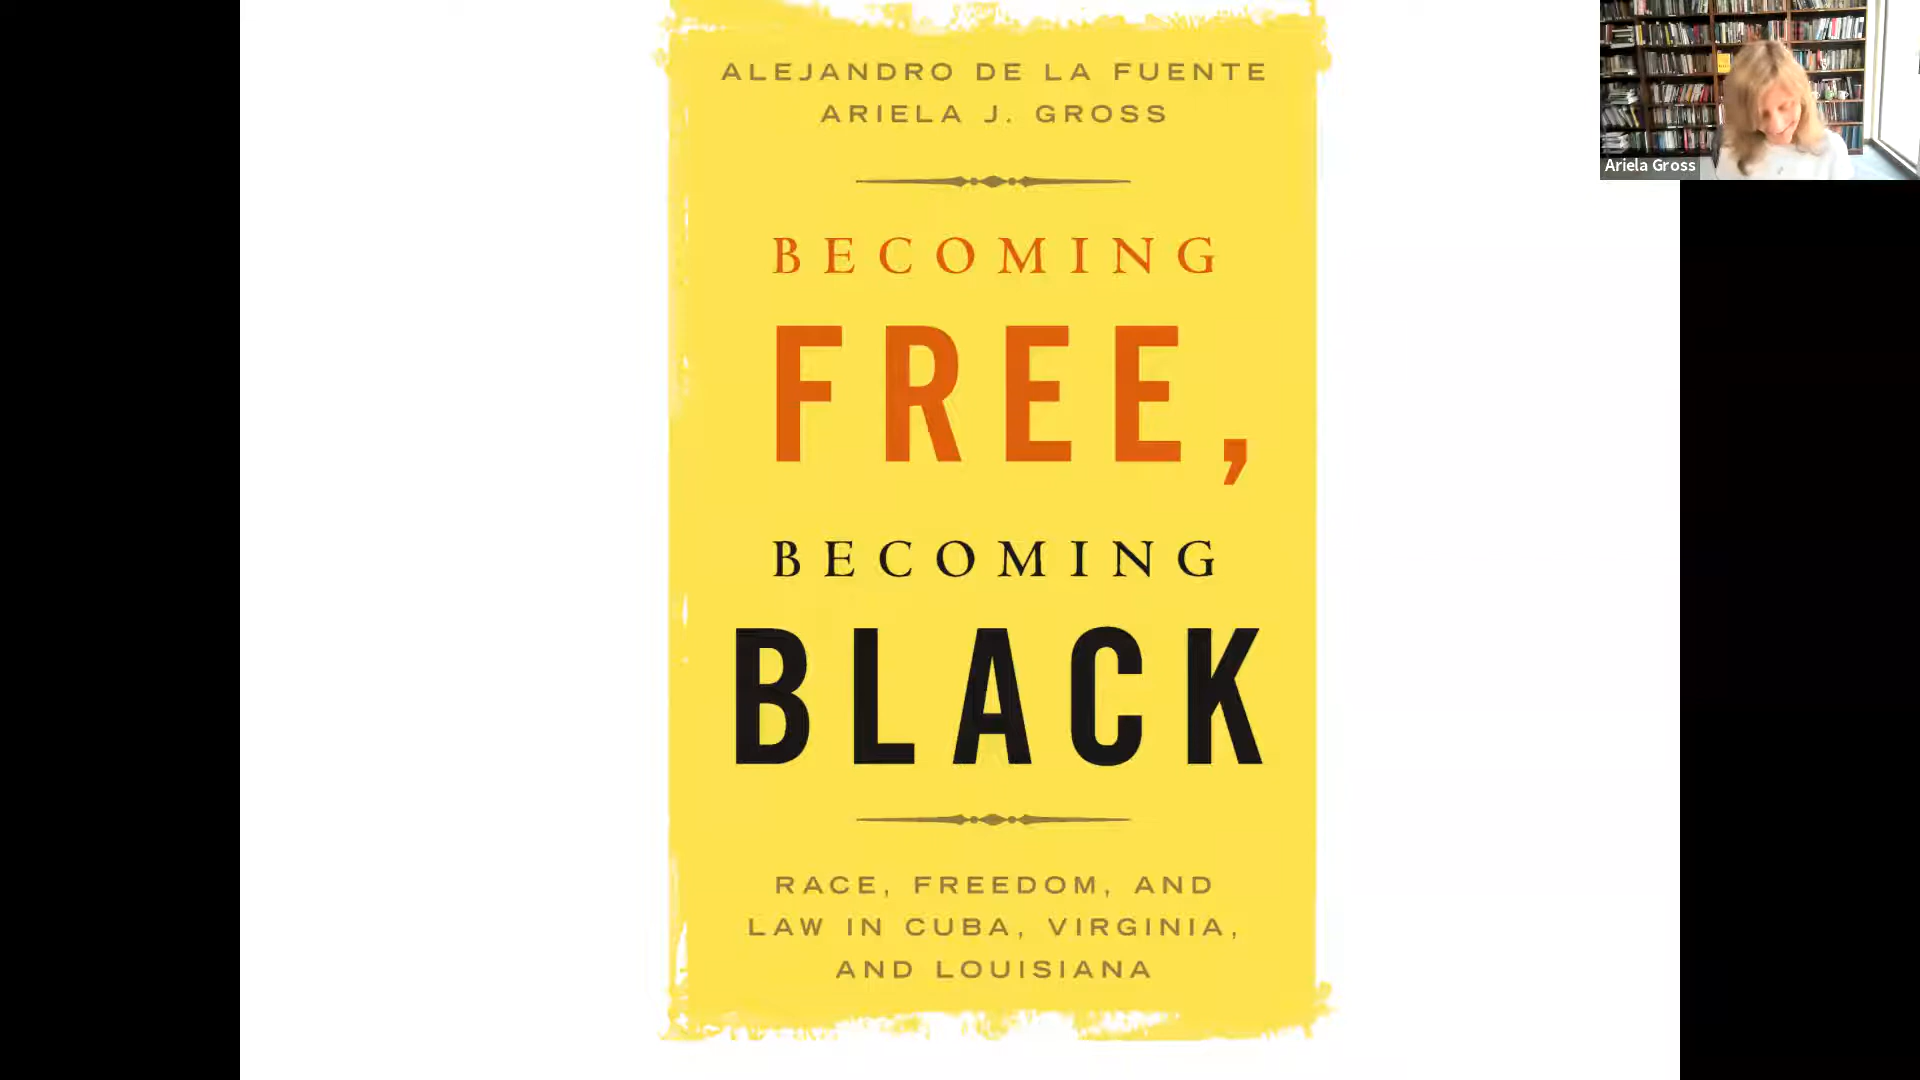 ALEJANDRO DE LA FUENTE
ARIELA J. GROSS
BECOMING
FREE,
BECOMING
BLACK
RACE, FREEDOM, AND
LAW IN CUBA, VIRGINIA,
AND LOUISIANA
Ariela Gross